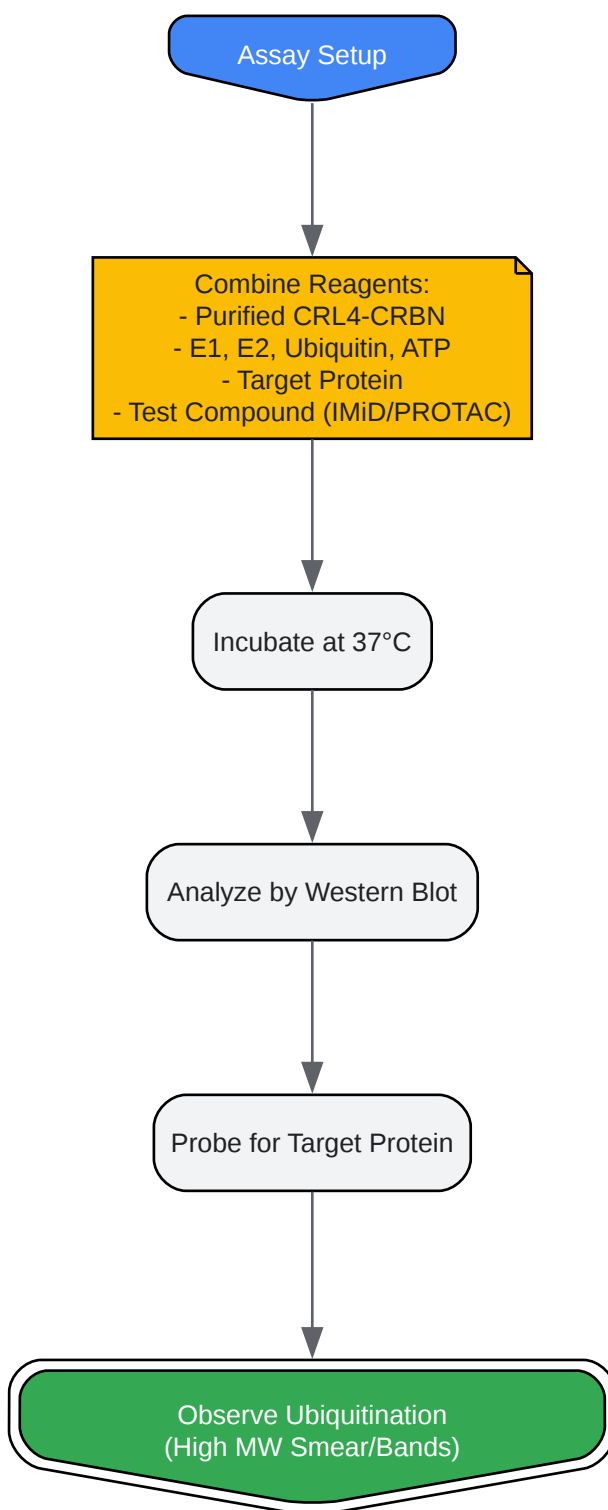 Assay Setup
Combine Reagents:
- Purified CRL4-CRBN
- E1, E2, Ubiquitin, ATP
- Target Protein
- Test Compound (IMiD/PROTAC)
Incubate at 37°C
Analyze by Western Blot
Probe for Target Protein
Observe Ubiquitination
(High MW Smear/Bands)